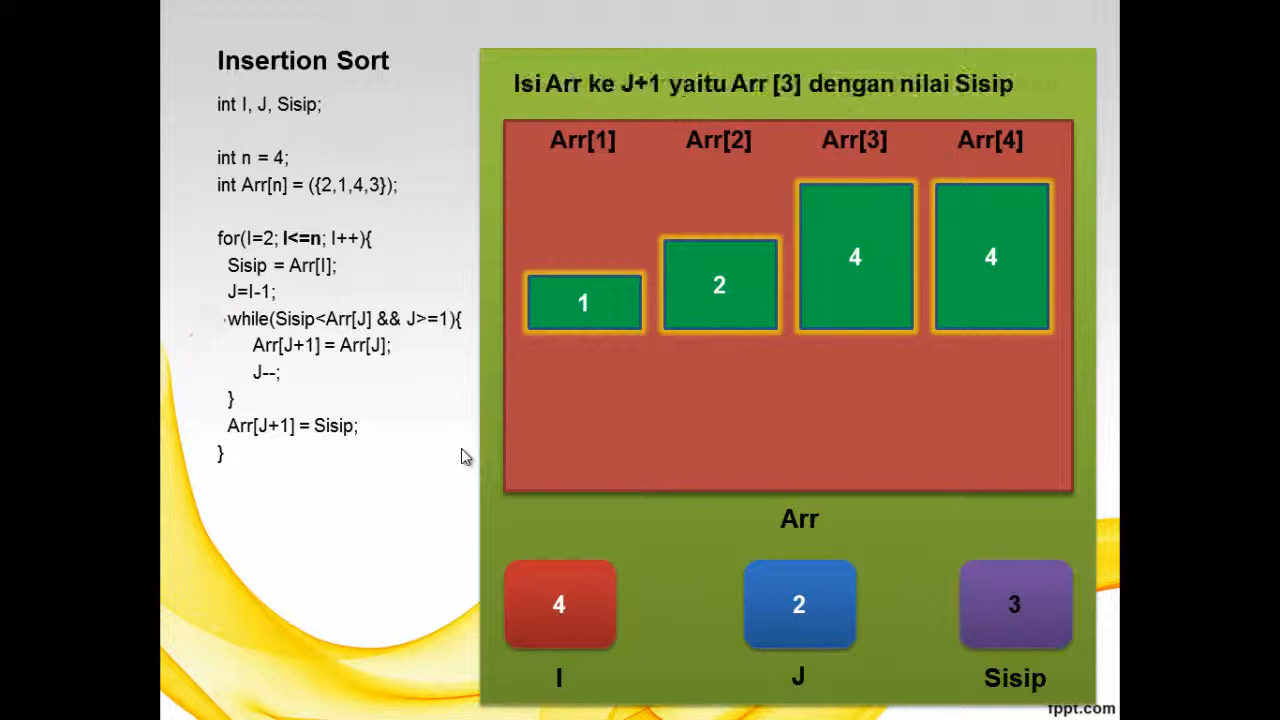 Insertion Sort
int I, J, Sisip;
int n = 4;
int Arr[n] = ({2,1,4,3});
for(I=2; I<=n; I++){
Sisip = Arr[I];
J=I-1;
while(Sisip<Arr[J] && J>=1){
Arr[J+1] = Arr[J];
J--;
}
Arr[J+1] = Sisip;
}
Isi Arr ke J+1 yaitu Arr [3] dengan nilai Sisip
Arr[1] Arr[2] Arr[3] Arr[4]
1 2 4 4
Arr
4 2 3
I J Sisip
fppt.com